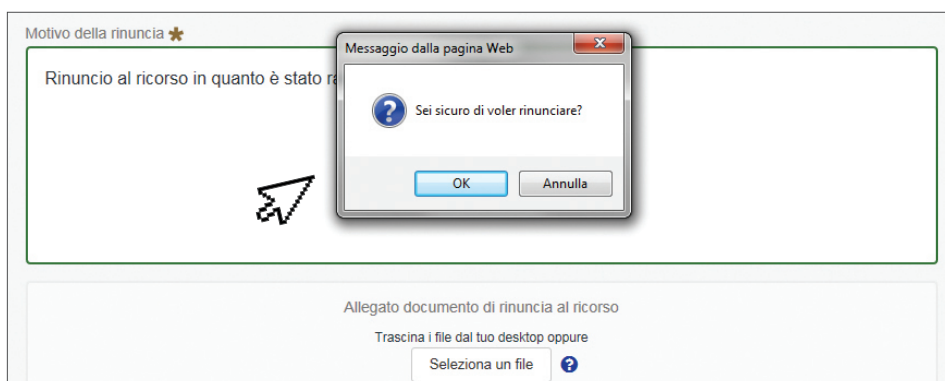 Motivo della rinuncia
Rinuncio al ricorso in quanto è stato
Messaggio dalla pagina Web
Sei sicuro di voler rinunciare?
OK Annulla
Allegato documento di rinuncia al ricorso
Trascina i file dal tuo desktop oppure
Seleziona un file